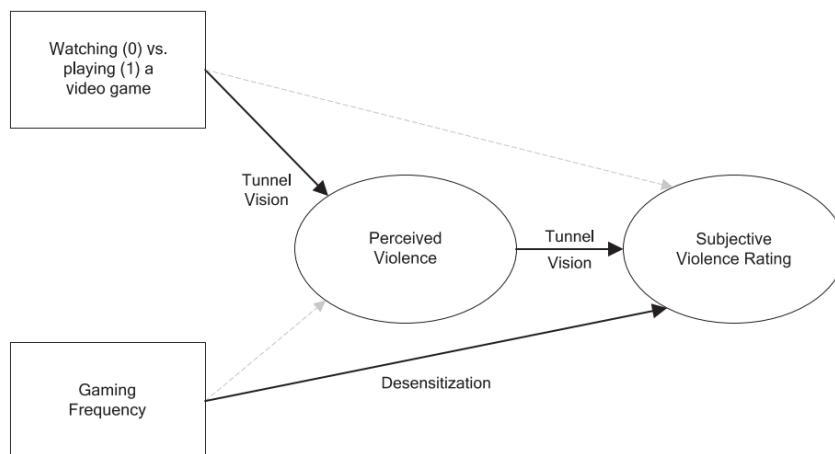 Watching (0) vs.
playing (1) a
video game
Tunnel
Vision
Perceived
Violence
Tunnel
Vision
Subjective
Violence Rating
Gaming
Frequency
Desensitization